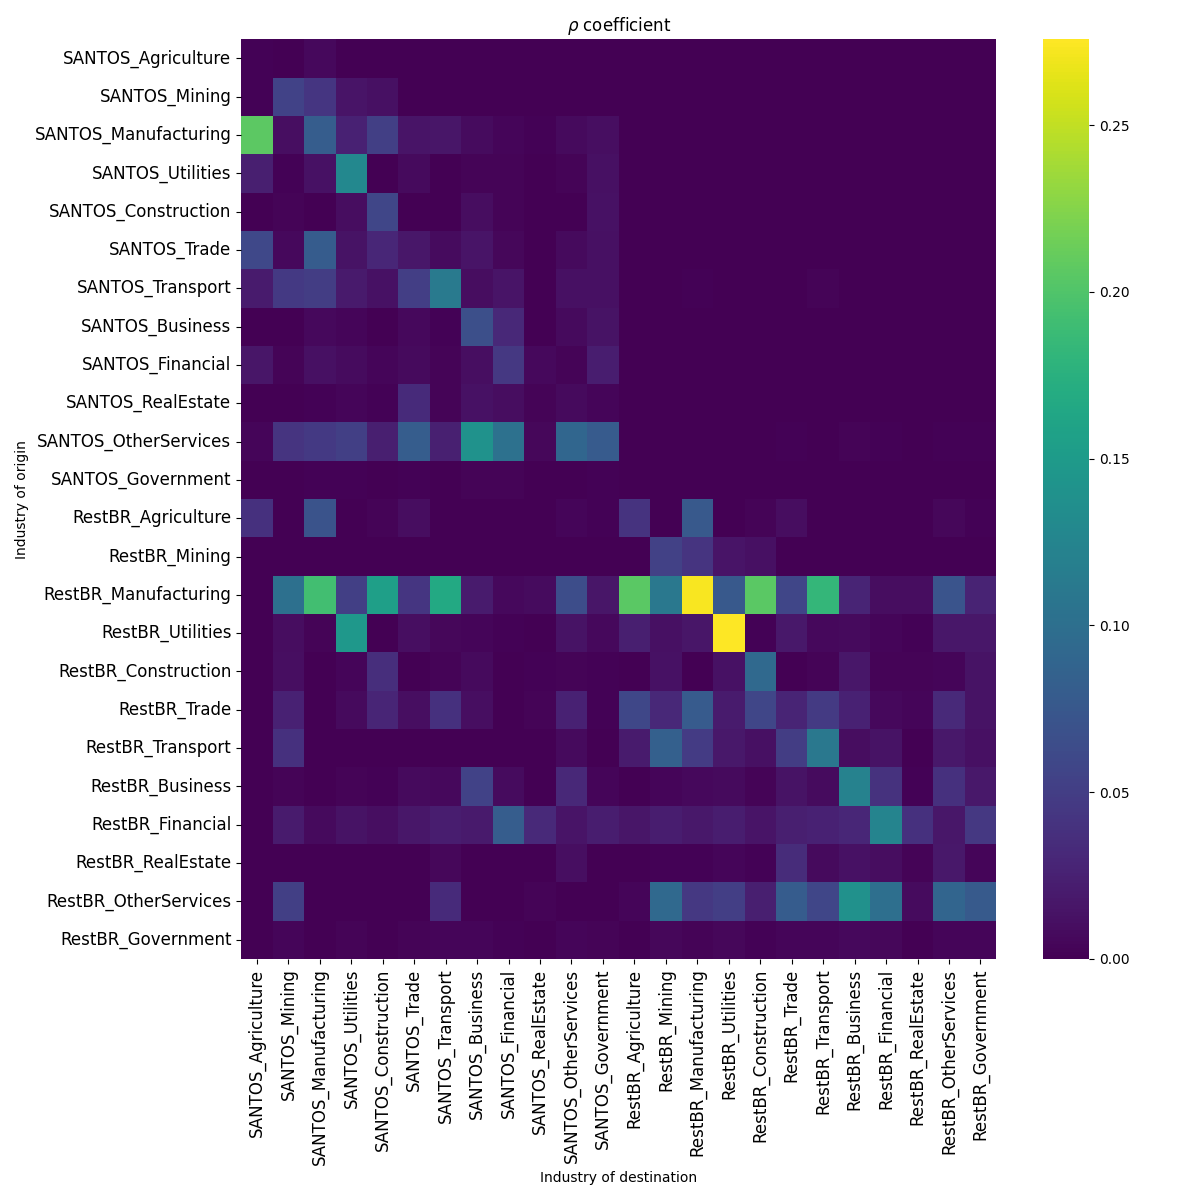 ρ coefficient
Industry of origin
SANTOS_Agriculture
SANTOS_Mining
SANTOS_Manufacturing
SANTOS_Utilities
SANTOS_Construction
SANTOS_Trade
SANTOS_Transport
SANTOS_Business
SANTOS_Financial
SANTOS_RealEstate
SANTOS_OtherServices
SANTOS_Government
RestBR_Agriculture
RestBR_Mining
RestBR_Manufacturing
RestBR_Utilities
RestBR_Construction
RestBR_Trade
RestBR_Transport
RestBR_Business
RestBR_Financial
RestBR_RealEstate
RestBR_OtherServices
RestBR_Government
SANTOS_Agriculture
SANTOS_Mining
SANTOS_Manufacturing
SANTOS_Utilities
SANTOS_Construction
SANTOS_Trade
SANTOS_Transport
SANTOS_Business
SANTOS_Financial
SANTOS_RealEstate
SANTOS_OtherServices
SANTOS_Government
RestBR_Agriculture
RestBR_Mining
RestBR_Manufacturing
RestBR_Utilities
RestBR_Construction
RestBR_Trade
RestBR_Transport
RestBR_Business
RestBR_Financial
RestBR_RealEstate
RestBR_OtherServices
RestBR_Government
Industry of destination
0.25
0.20
0.15
0.10
0.05
0.00